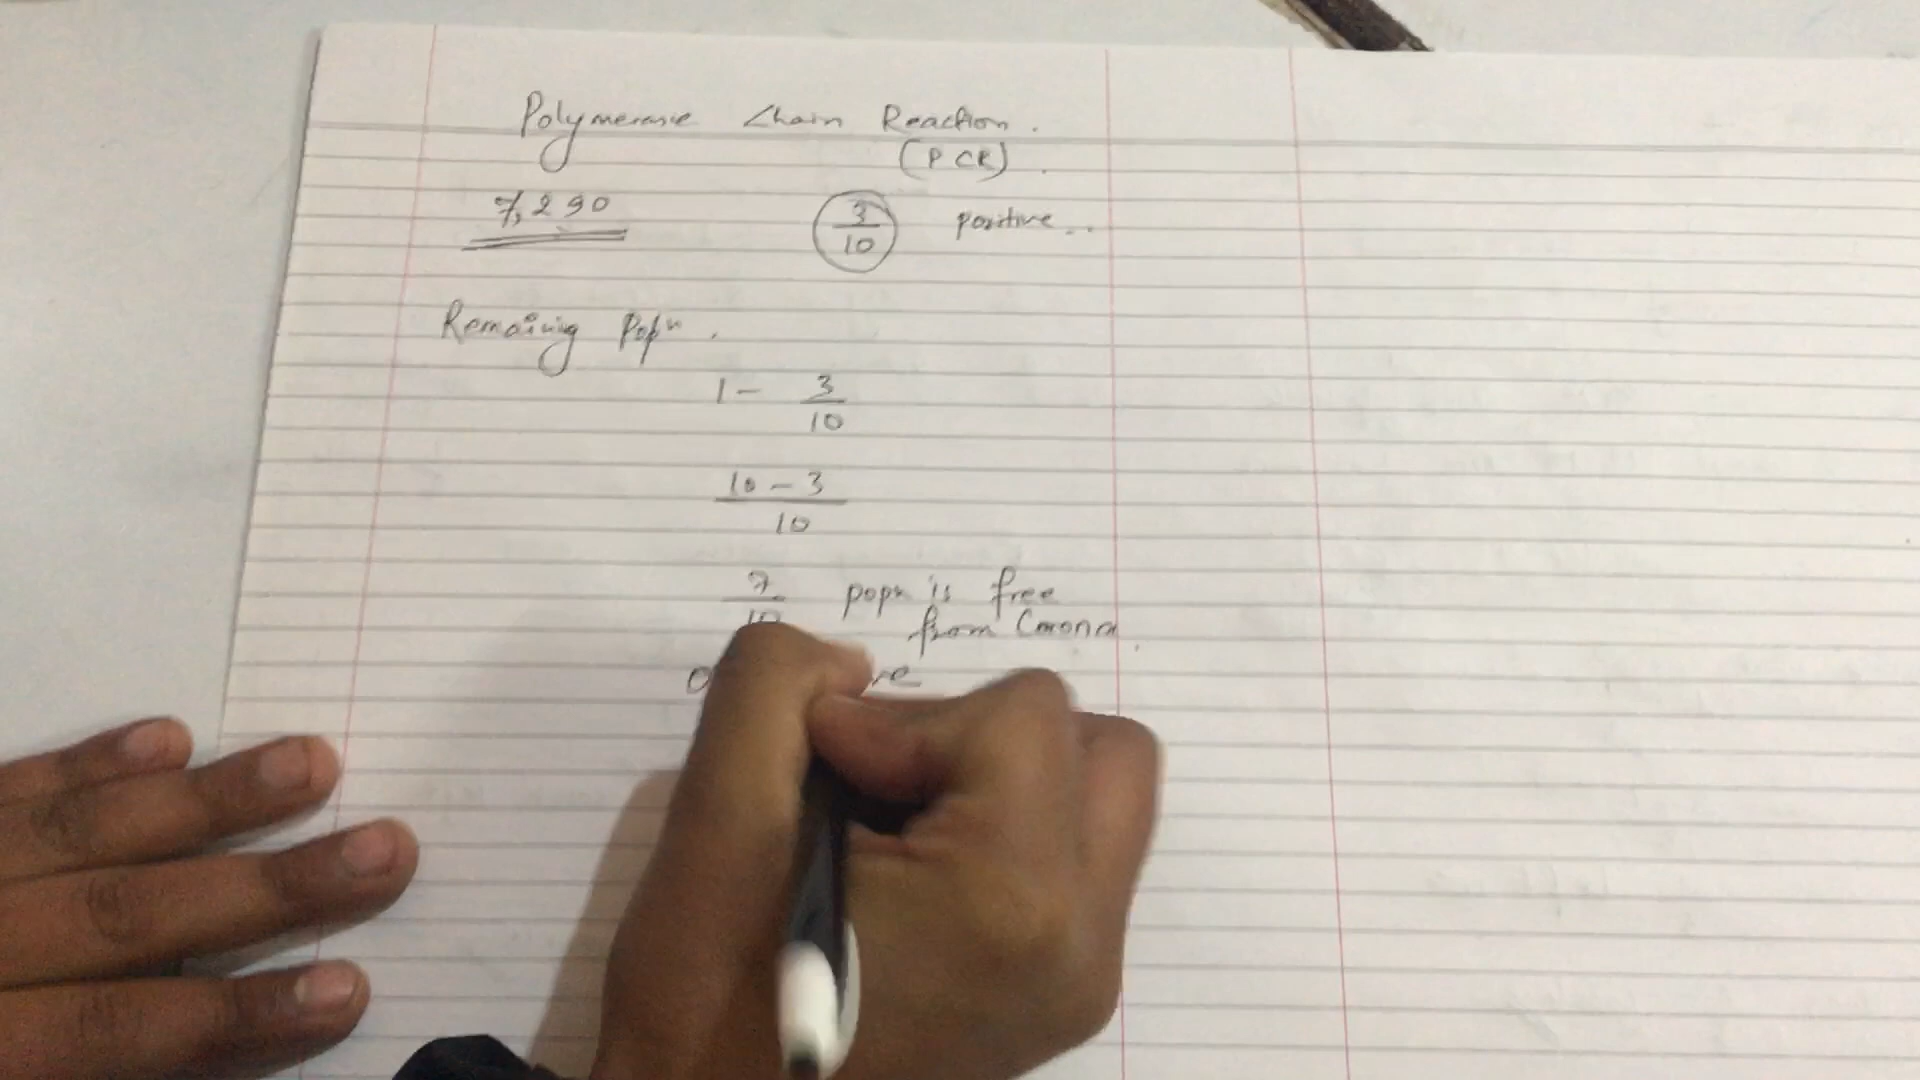 Polymerase Chain Reaction.
(PCR).
7,290 3/10 positive..
Remaining Popn.
1 - 3/10
10 - 3
10
7/10 popn is free
from Corona.